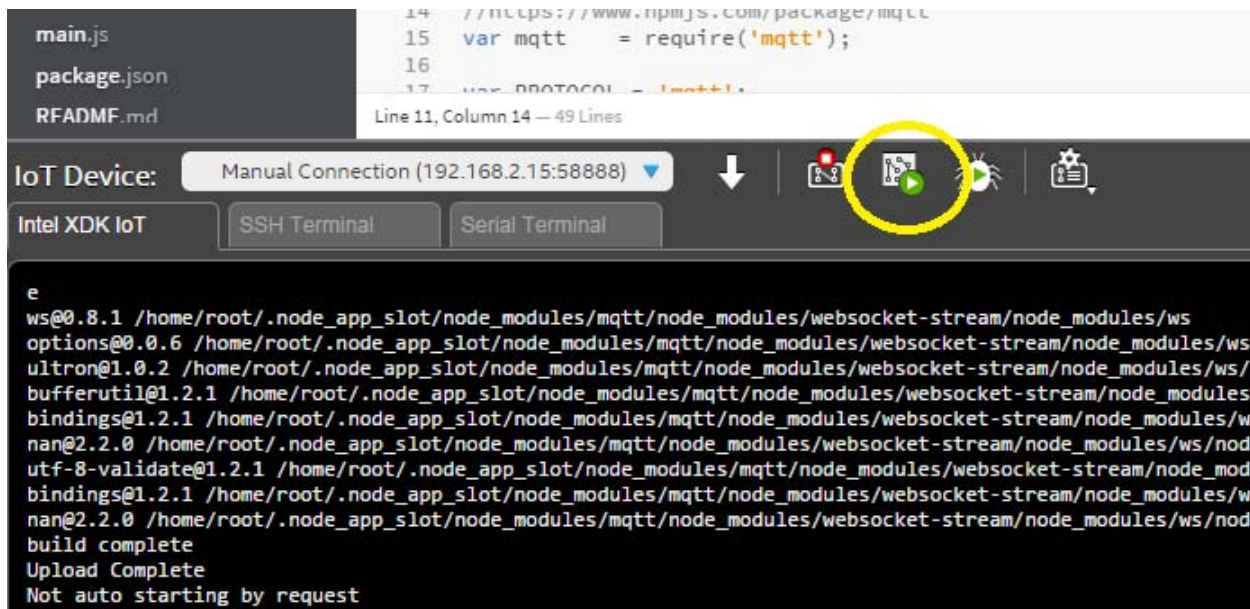 main.js
package.json
README.md
14 //https://www.npmjs.com/package/mqtt
15 var mqtt = require('mqtt');
16
17 var PROTOCOL = 'mqtt';
Line 11, Column 14 — 49 Lines
IoT Device: Manual Connection (192.168.2.15:58888)
Intel XDK IoT SSH Terminal Serial Terminal
e
ws@0.8.1 /home/root/.node_app_slot/node_modules/mqtt/node_modules/websocket-stream/node_modules/ws
options@0.0.6 /home/root/.node_app_slot/node_modules/mqtt/node_modules/websocket-stream/node_modules/ws
ultron@1.0.2 /home/root/.node_app_slot/node_modules/mqtt/node_modules/websocket-stream/node_modules/ws/
bufferutil@1.2.1 /home/root/.node_app_slot/node_modules/mqtt/node_modules/websocket-stream/node_modules
bindings@1.2.1 /home/root/.node_app_slot/node_modules/mqtt/node_modules/websocket-stream/node_modules/w
nan@2.2.0 /home/root/.node_app_slot/node_modules/mqtt/node_modules/websocket-stream/node_modules/ws/nod
utf-8-validate@1.2.1 /home/root/.node_app_slot/node_modules/mqtt/node_modules/websocket-stream/node_mod
bindings@1.2.1 /home/root/.node_app_slot/node_modules/mqtt/node_modules/websocket-stream/node_modules/w
nan@2.2.0 /home/root/.node_app_slot/node_modules/mqtt/node_modules/websocket-stream/node_modules/ws/nod
build complete
Upload Complete
Not auto starting by request